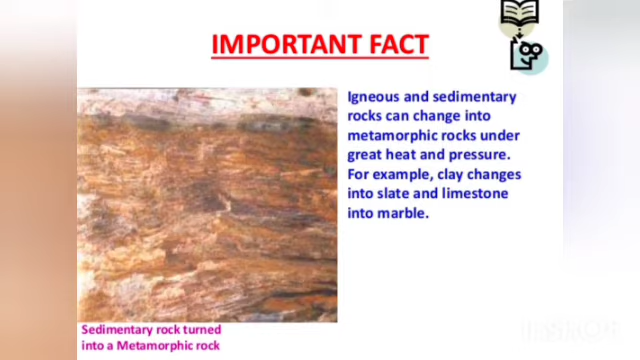 IMPORTANT FACT
Igneous and sedimentary
rocks can change into
metamorphic rocks under
great heat and pressure.
For example, clay changes
into slate and limestone
into marble.
Sedimentary rock turned
into a Metamorphic rock